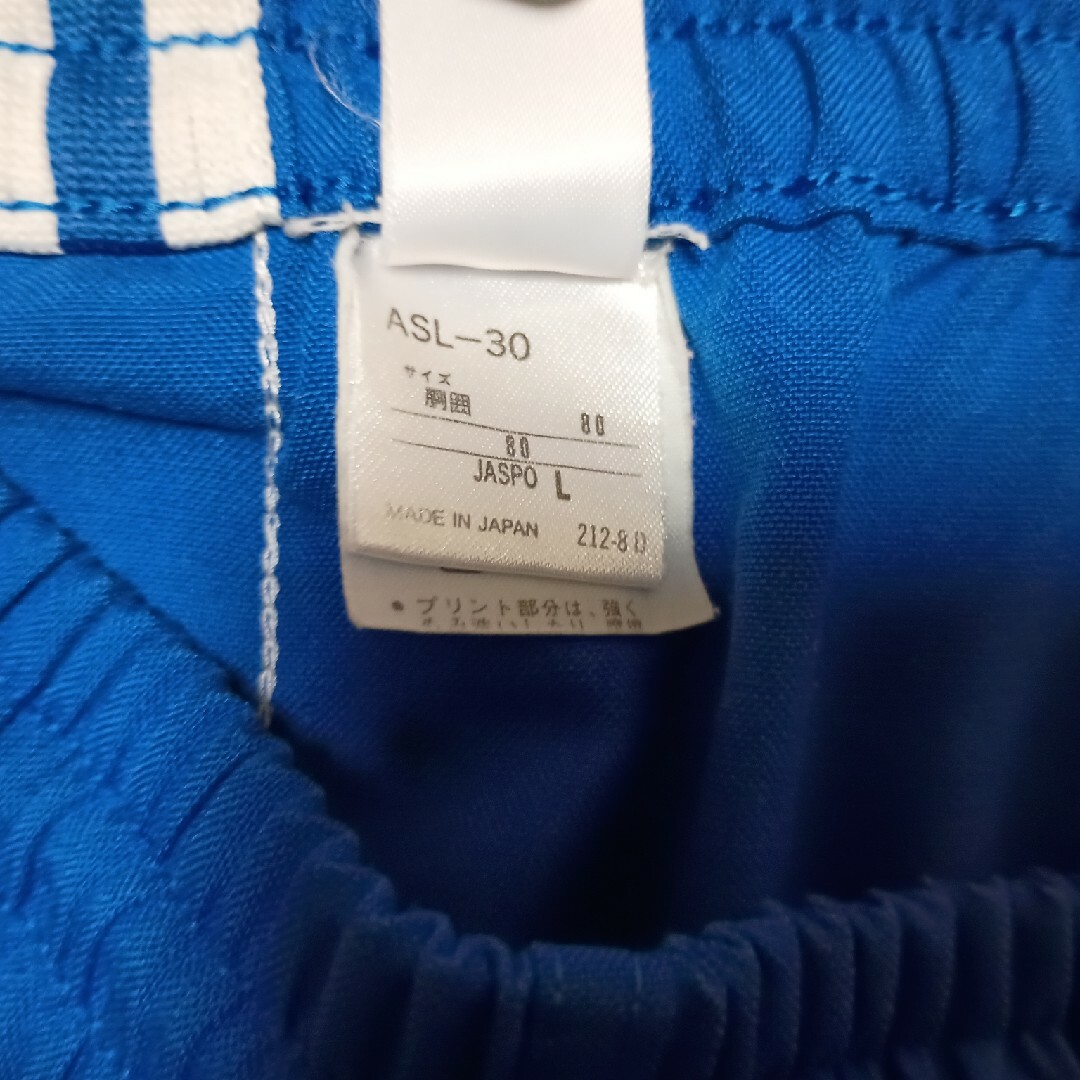 ASL-30
サイズ
胴囲 80
80
JASPO L
MADE IN JAPAN 212-8D
• プリント部分は、強く